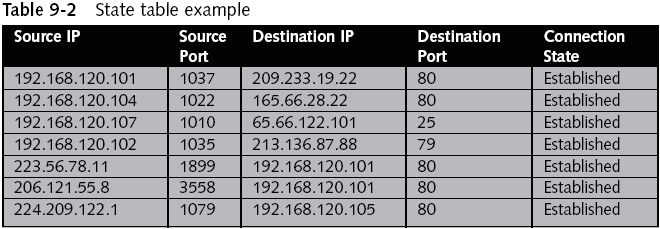 Table 9-2 State table example
Source IP Source Port Destination IP Destination Port Connection State
192.168.120.101 1037 209.233.19.22 80 Established
192.168.120.104 1022 165.66.28.22 80 Established
192.168.120.107 1010 65.66.122.101 25 Established
192.168.120.102 1035 213.136.87.88 79 Established
223.56.78.11 1899 192.168.120.101 80 Established
206.121.55.8 3558 192.168.120.101 80 Established
224.209.122.1 1079 192.168.120.105 80 Established